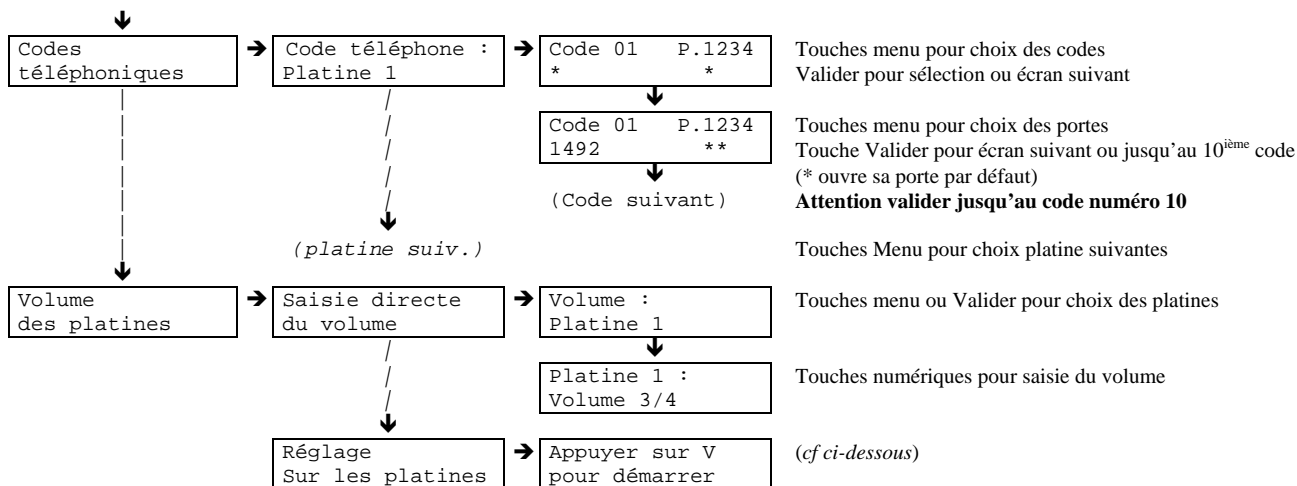 Codes
téléphoniques
Code téléphone :
Platine 1
Code 01 P.1234
* *
Touches menu pour choix des codes
Valider pour sélection ou écran suivant
Code 01 P.1234
1492 **
Touches menu pour choix des portes
Touche Valider pour écran suivant ou jusqu’au 10ième code
(* ouvre sa porte par défaut)
(Code suivant)
Attention valider jusqu’au code numéro 10
(platine suiv.)
Touches Menu pour choix platine suivantes
Volume
des platines
Saisie directe
du volume
Volume :
Platine 1
Touches menu ou Valider pour choix des platines
Platine 1 :
Volume 3/4
Touches numériques pour saisie du volume
Réglage
Sur les platines
Appuyer sur V
pour démarrer
(cf ci-dessous)